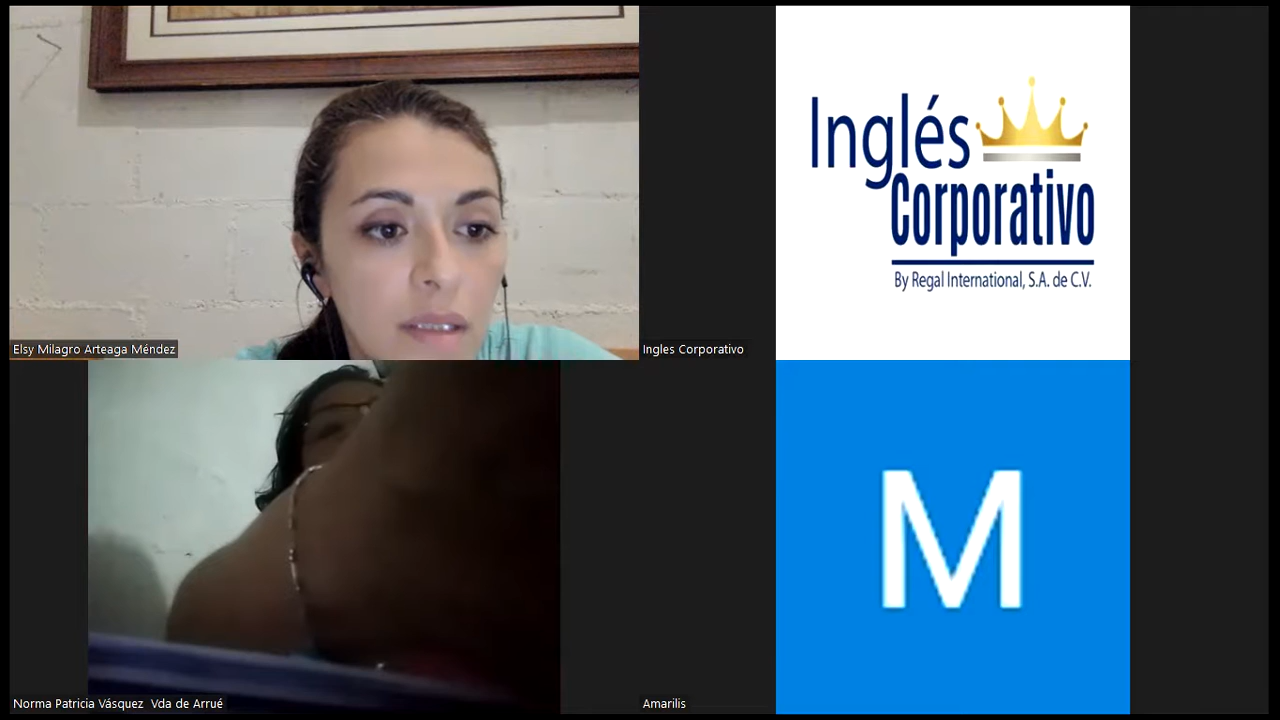 Inglés
Corporativo
By Regal International, S.A. de C.V.
Elsy Milagro Arteaga Méndez
Ingles Corporativo
M
Norma Patricia Vásquez Vda de Arrué
Amarilis